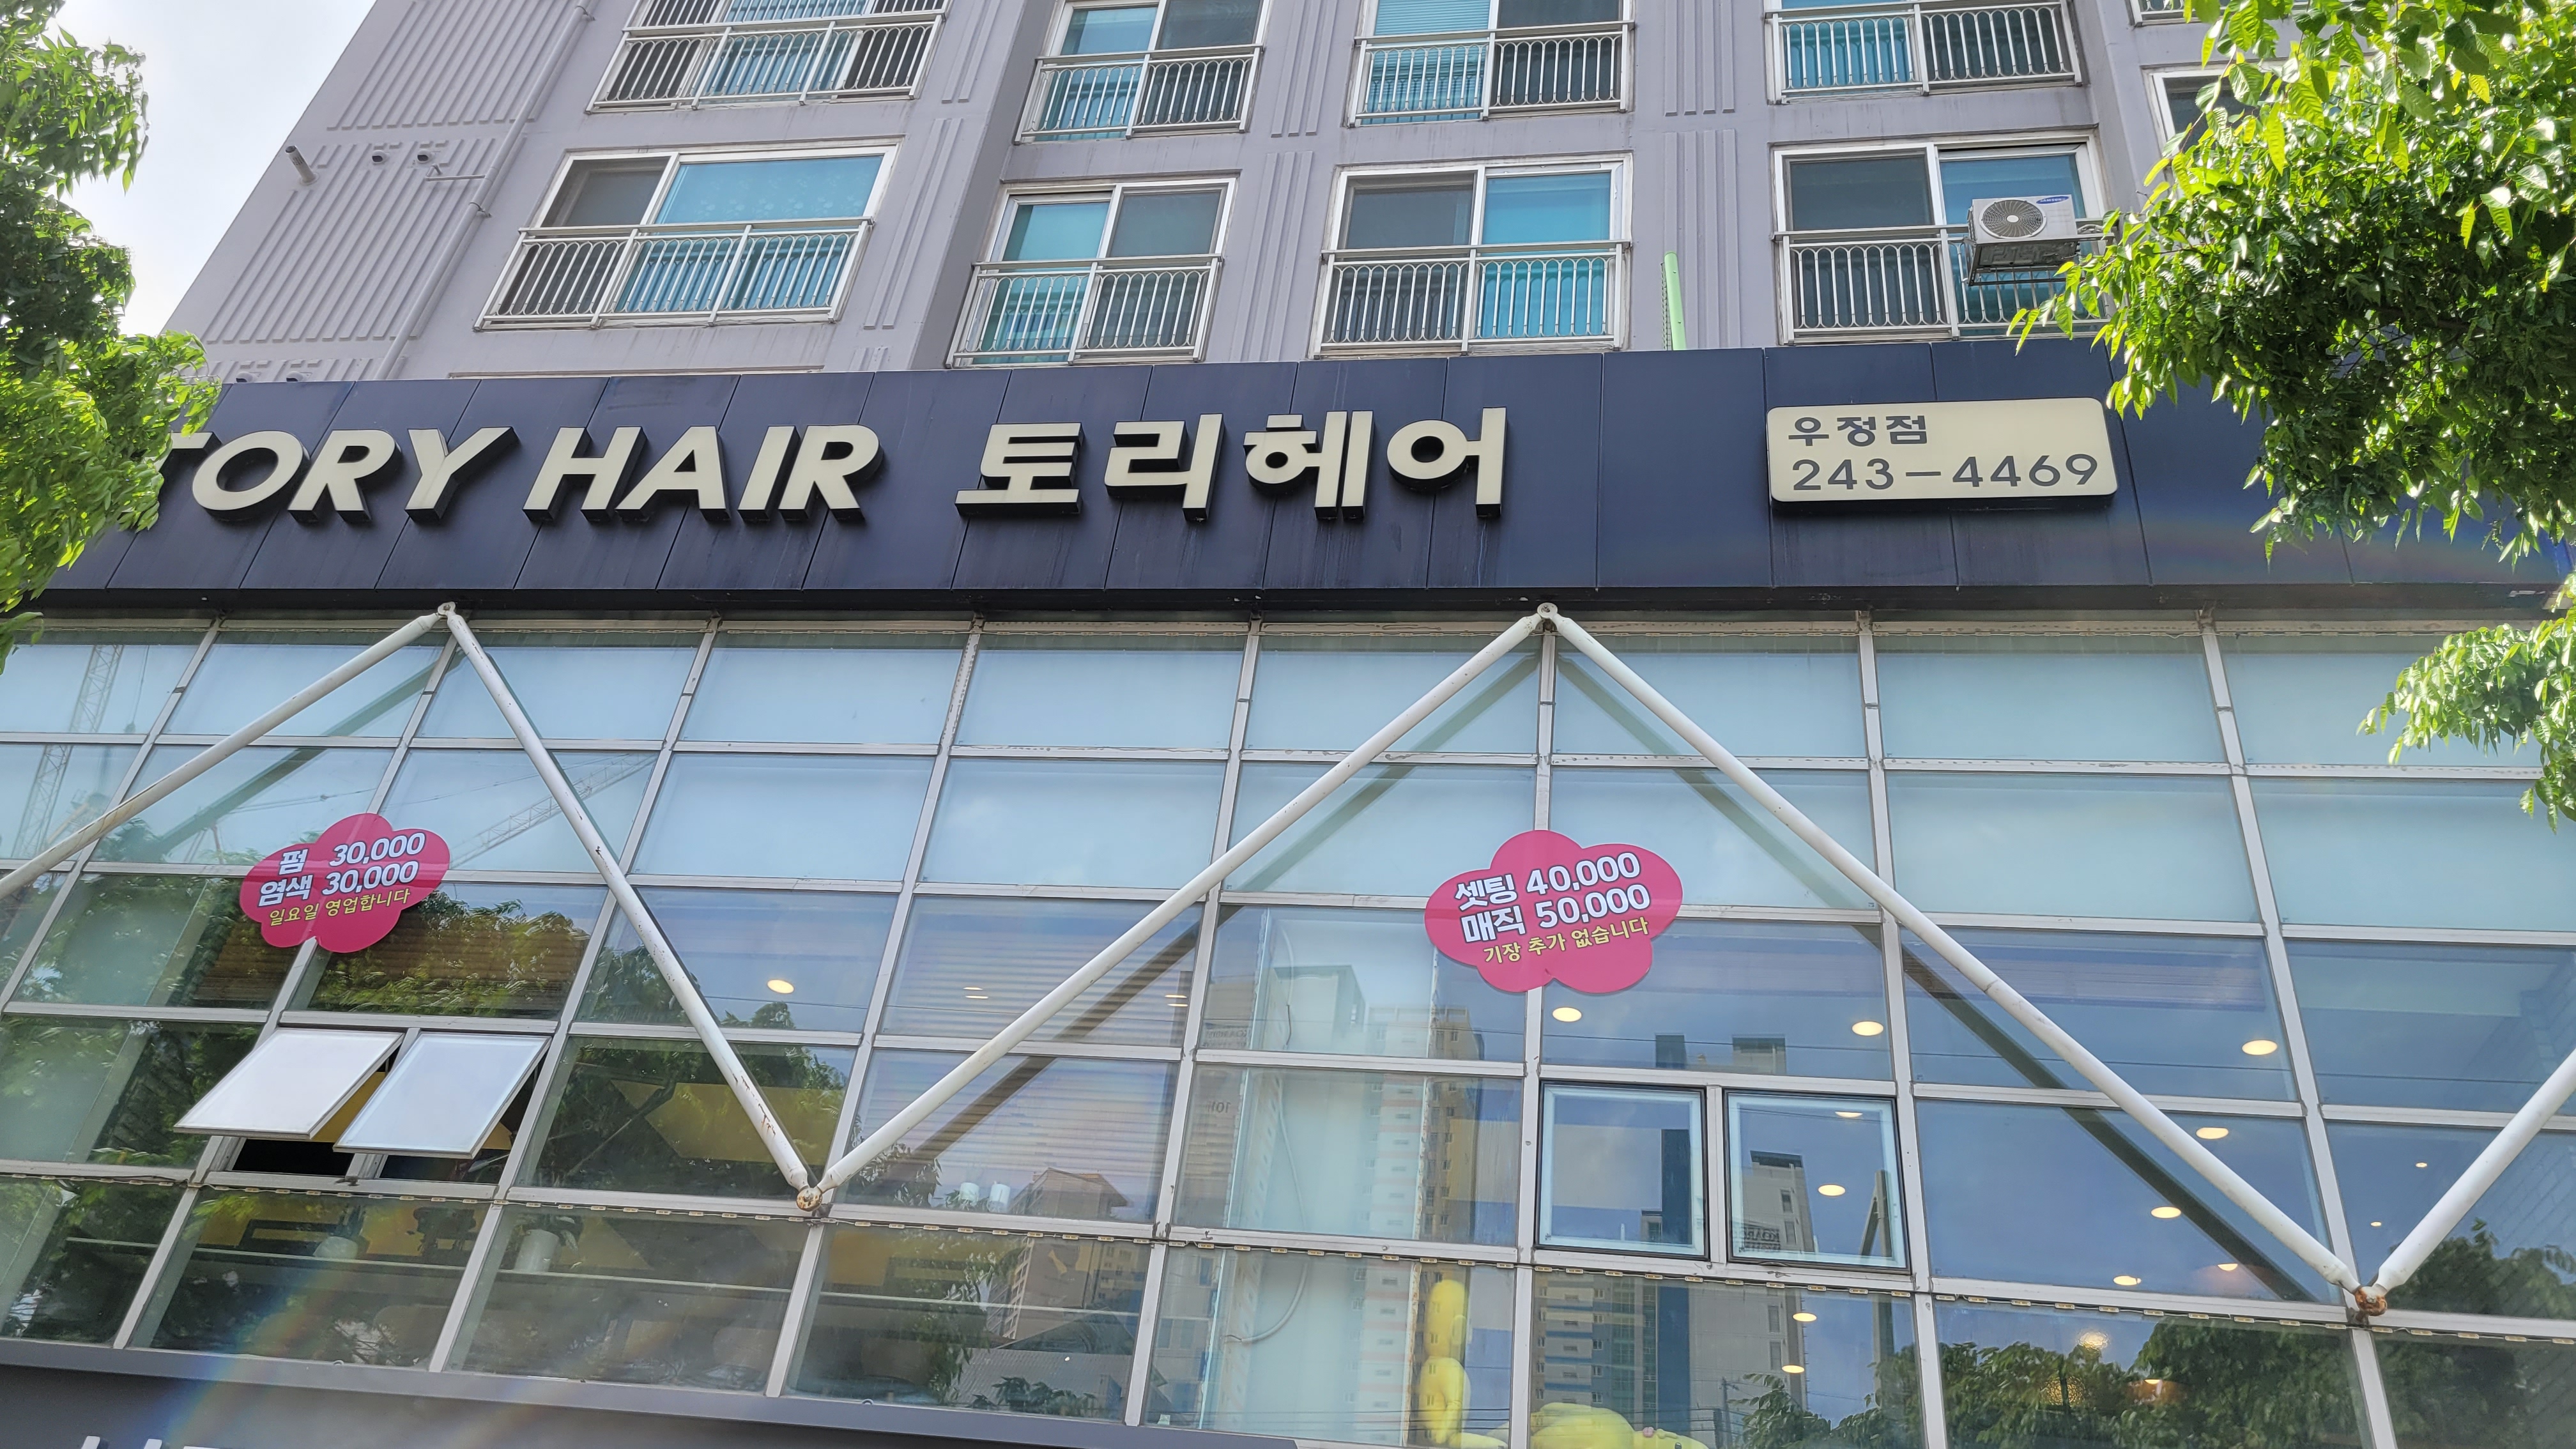 TORY HAIR 토리헤어
우정점
243-4469
펌 30,000
염색 30,000
일요일 영업합니다
셋팅 40,000
매직 50,000
기장 추가 없습니다
SAMSUNG